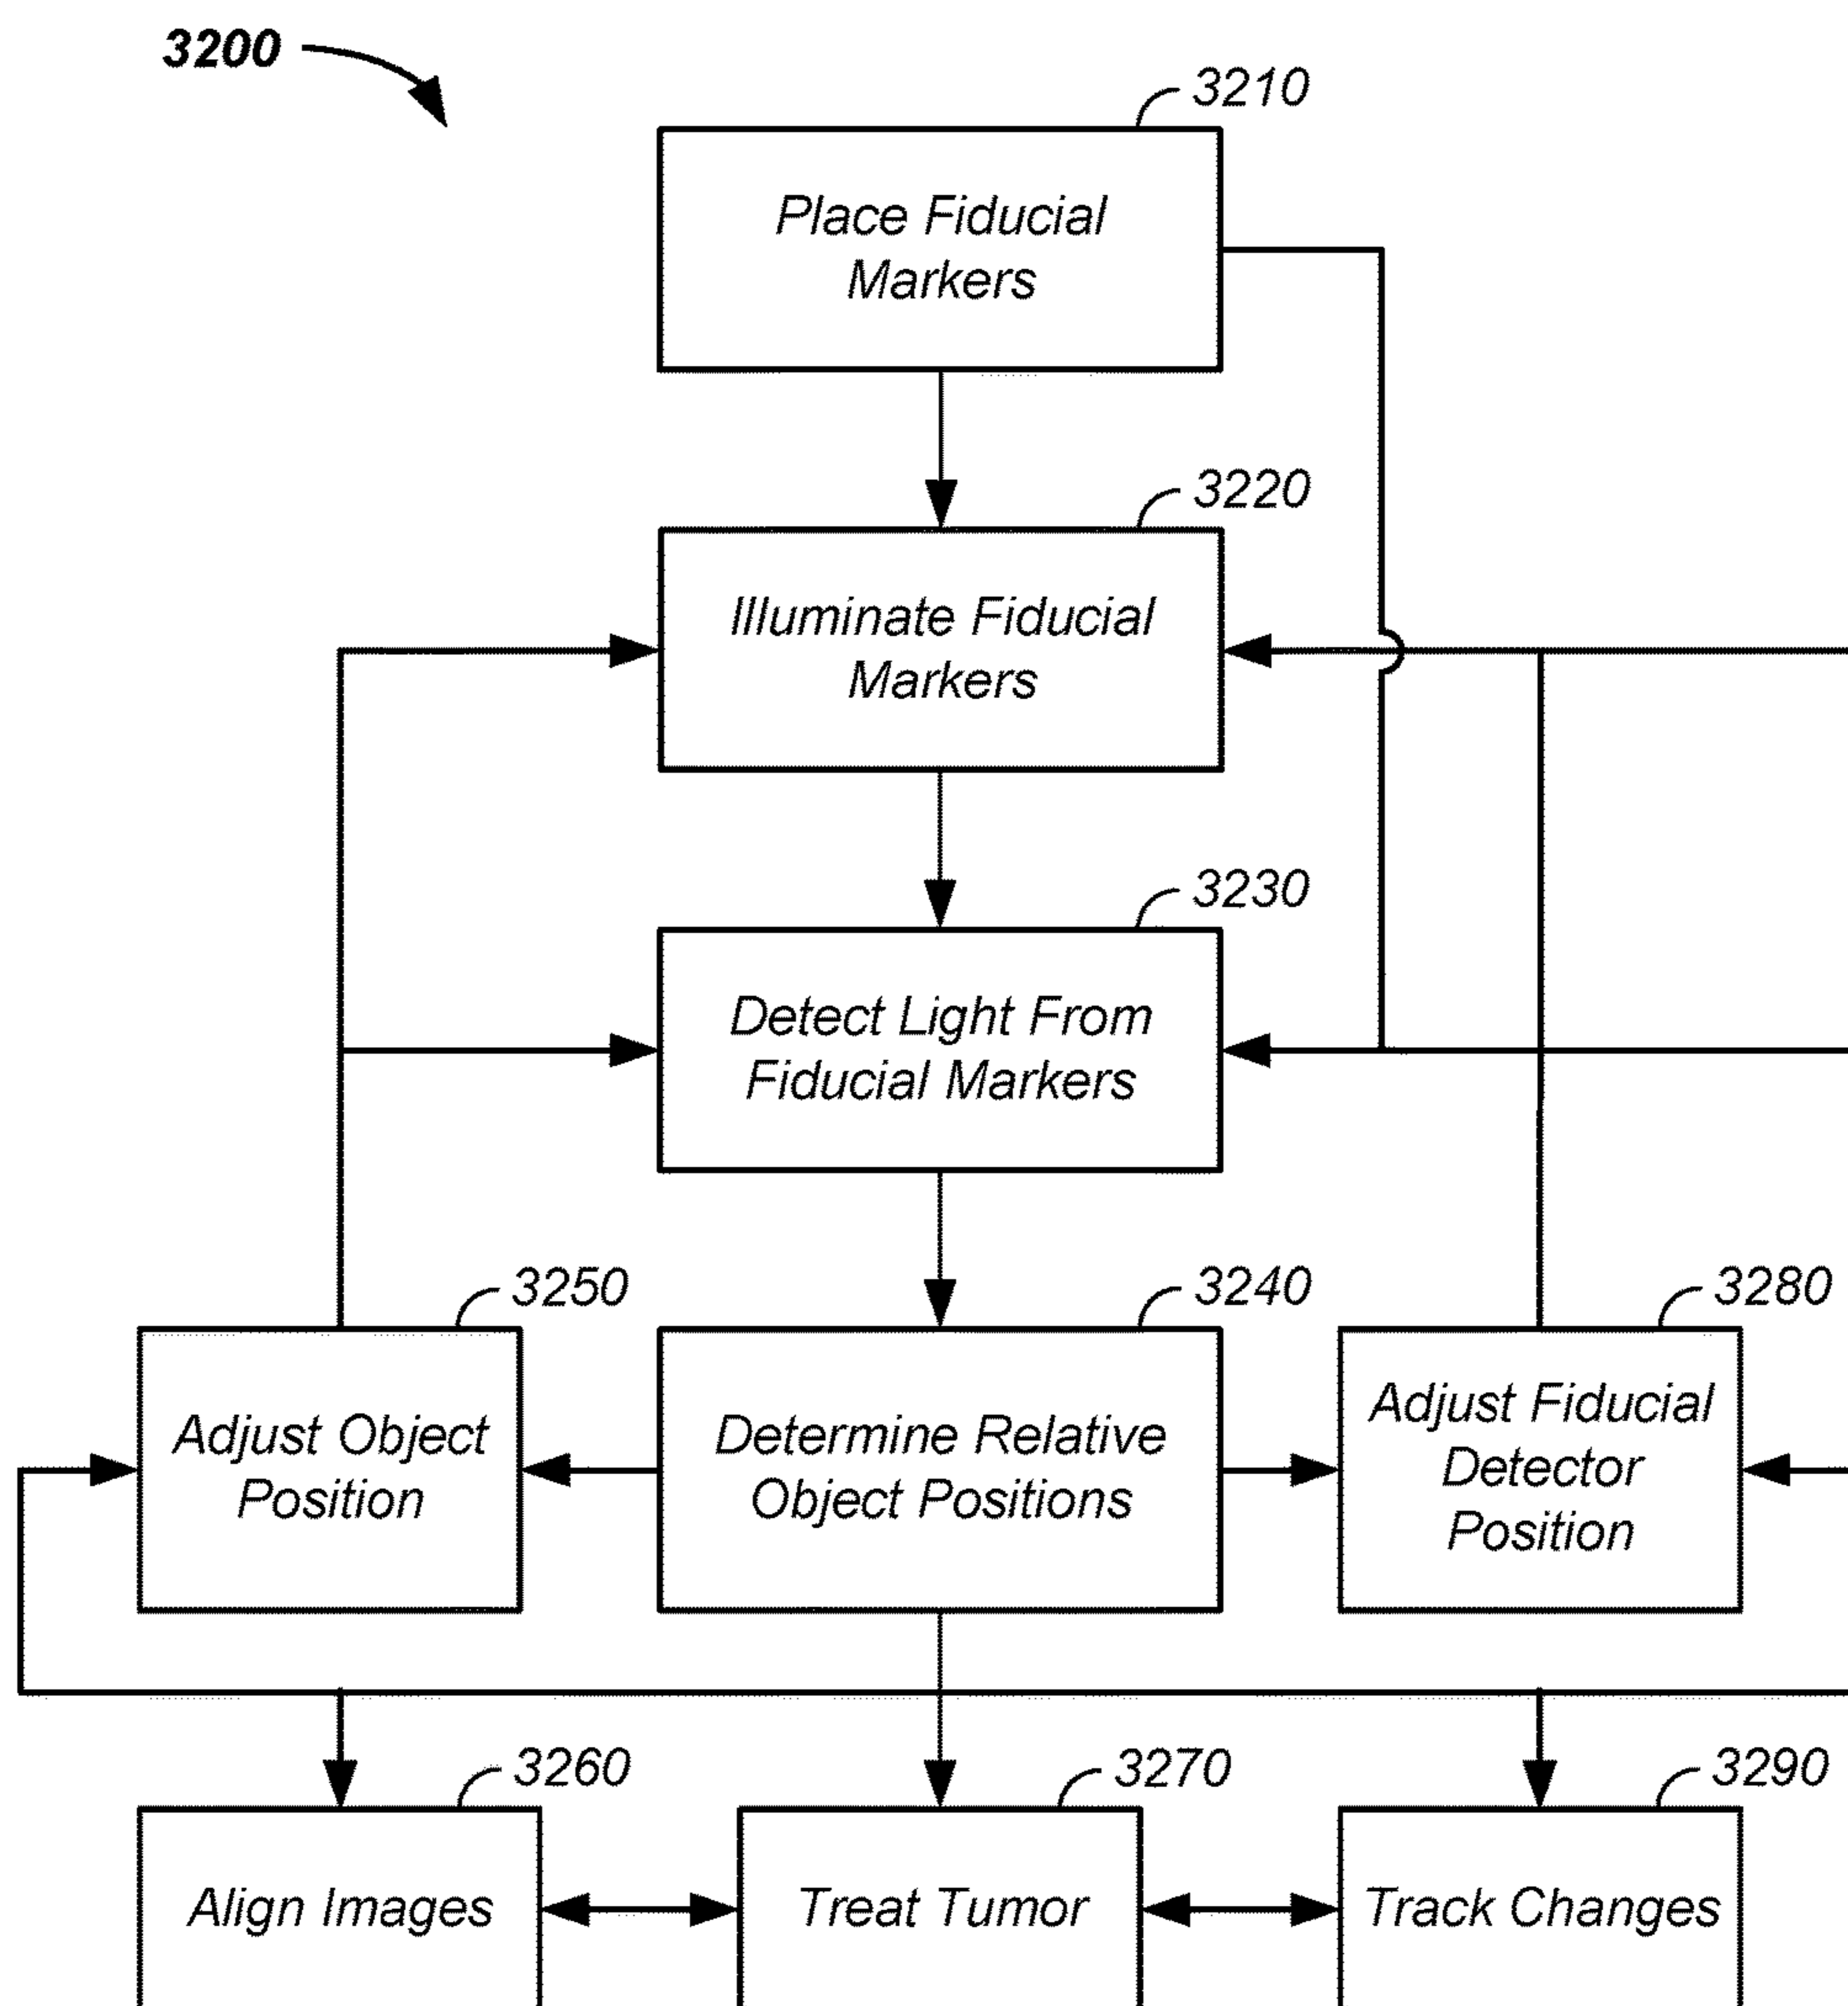 3200
3210
Place Fiducial
Markers
3220
Illuminate Fiducial
Markers
3230
Detect Light From
Fiducial Markers
3250
Adjust Object
Position
3240
Determine Relative
Object Positions
3280
Adjust Fiducial
Detector
Position
3260
Align Images
3270
Treat Tumor
3290
Track Changes